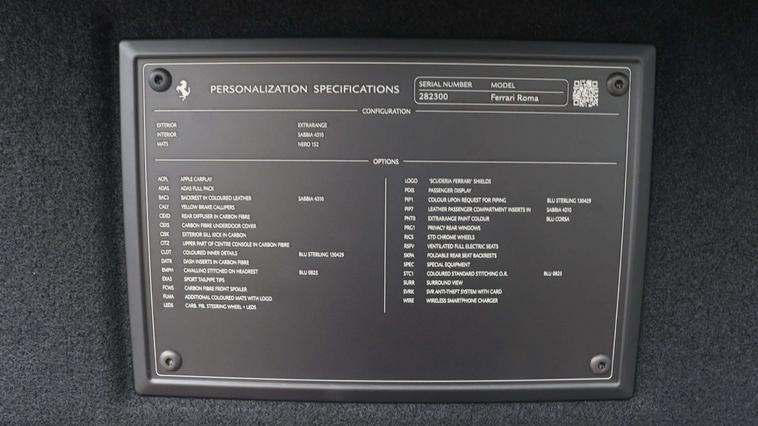 PERSONALIZATION SPECIFICATIONS
SERIAL NUMBER MODEL
282300 Ferrari Roma
CONFIGURATION
EXTERIOR EXTRARANGE
INTERIOR SABBIA 4310
MATS NERO 152
OPTIONS
ACPL APPLE CARPLAY
ADAS ADAS FULL PACK
BAC3 BACKREST IN COLOURED LEATHER SABBIA 4310
CALY YELLOW BRAKE CALLIPERS
CEXD REAR DIFFUSER IN CARBON FIBRE
CEXS CARBON FIBRE UNDERDOOR COVER
CISK EXTERIOR SILL KICK IN CARBON
CITZ UPPER PART OF CENTRE CONSOLE IN CARBON FIBRE
CLDT COLOURED INNER DETAILS BLU STERLING 130429
DATR DASH INSERTS IN CARBON FIBRE
EMPH CAVALLINO STITCHED ON HEADREST BLU 0825
EXAS SPORT TAILPIPE TIPS
FCWS CARBON FIBRE FRONT SPOILER
FLMA ADDITIONAL COLOURED MATS WITH LOGO
LEDS CARB. FIB. STEERING WHEEL + LEDS
LOGO 'SCUDERIA FERRARI' SHIELDS
PDIS PASSENGER DISPLAY
PIP1 COLOUR UPON REQUEST FOR PIPING BLU STERLING 130429
PIP7 LEATHER PASSENGER COMPARTMENT INSERTS IN SABBIA 4310
PNTX EXTRARANGE PAINT COLOUR BLU CORSA
PRG1 PRIVACY REAR WINDOWS
RICS STD CHROME WHEELS
RSFV VENTILATED FULL ELECTRIC SEATS
SKPA FOLDABLE REAR SEAT BACKRESTS
SPEC SPECIAL EQUIPMENT
STC1 COLOURED STANDARD STITCHING O.R. BLU 0825
SURR SURROUND VIEW
SVRK SVR ANTI-THEFT SYSTEM WITH CARD
WIRE WIRELESS SMARTPHONE CHARGER